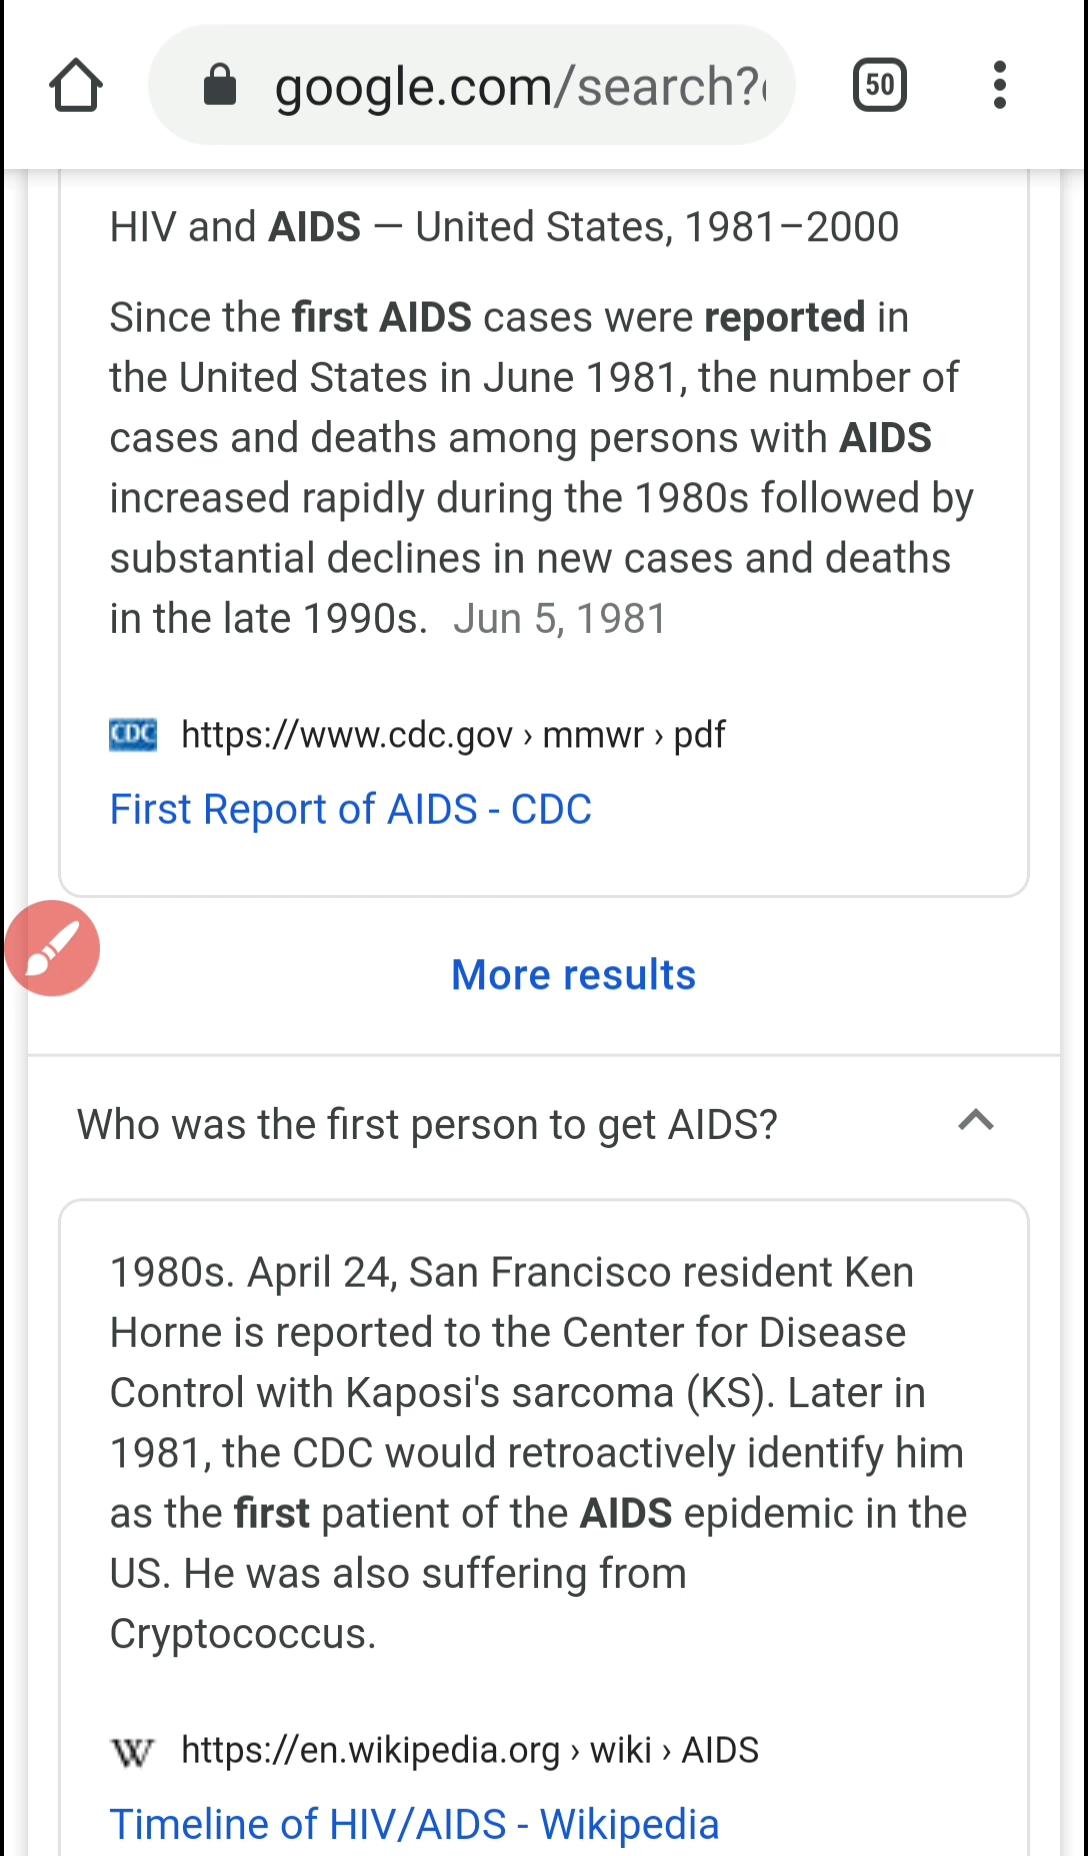 google.com/search?
50
HIV and AIDS — United States, 1981–2000
Since the first AIDS cases were reported in
the United States in June 1981, the number of
cases and deaths among persons with AIDS
increased rapidly during the 1980s followed by
substantial declines in new cases and deaths
in the late 1990s. Jun 5, 1981
CDC https://www.cdc.gov › mmwr › pdf
First Report of AIDS - CDC
More results
Who was the first person to get AIDS?
1980s. April 24, San Francisco resident Ken
Horne is reported to the Center for Disease
Control with Kaposi's sarcoma (KS). Later in
1981, the CDC would retroactively identify him
as the first patient of the AIDS epidemic in the
US. He was also suffering from
Cryptococcus.
W https://en.wikipedia.org › wiki › AIDS
Timeline of HIV/AIDS - Wikipedia